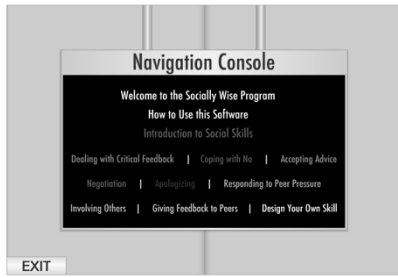 Navigation Console
Welcome to the Socially Wise Program
How to Use this Software
Introduction to Social Skills
Dealing with Critical Feedback | Coping with No | Accepting Advice
Negotiation | Apologizing | Responding to Peer Pressure
Involving Others | Giving Feedback to Peers | Design Your Own Skill
EXIT